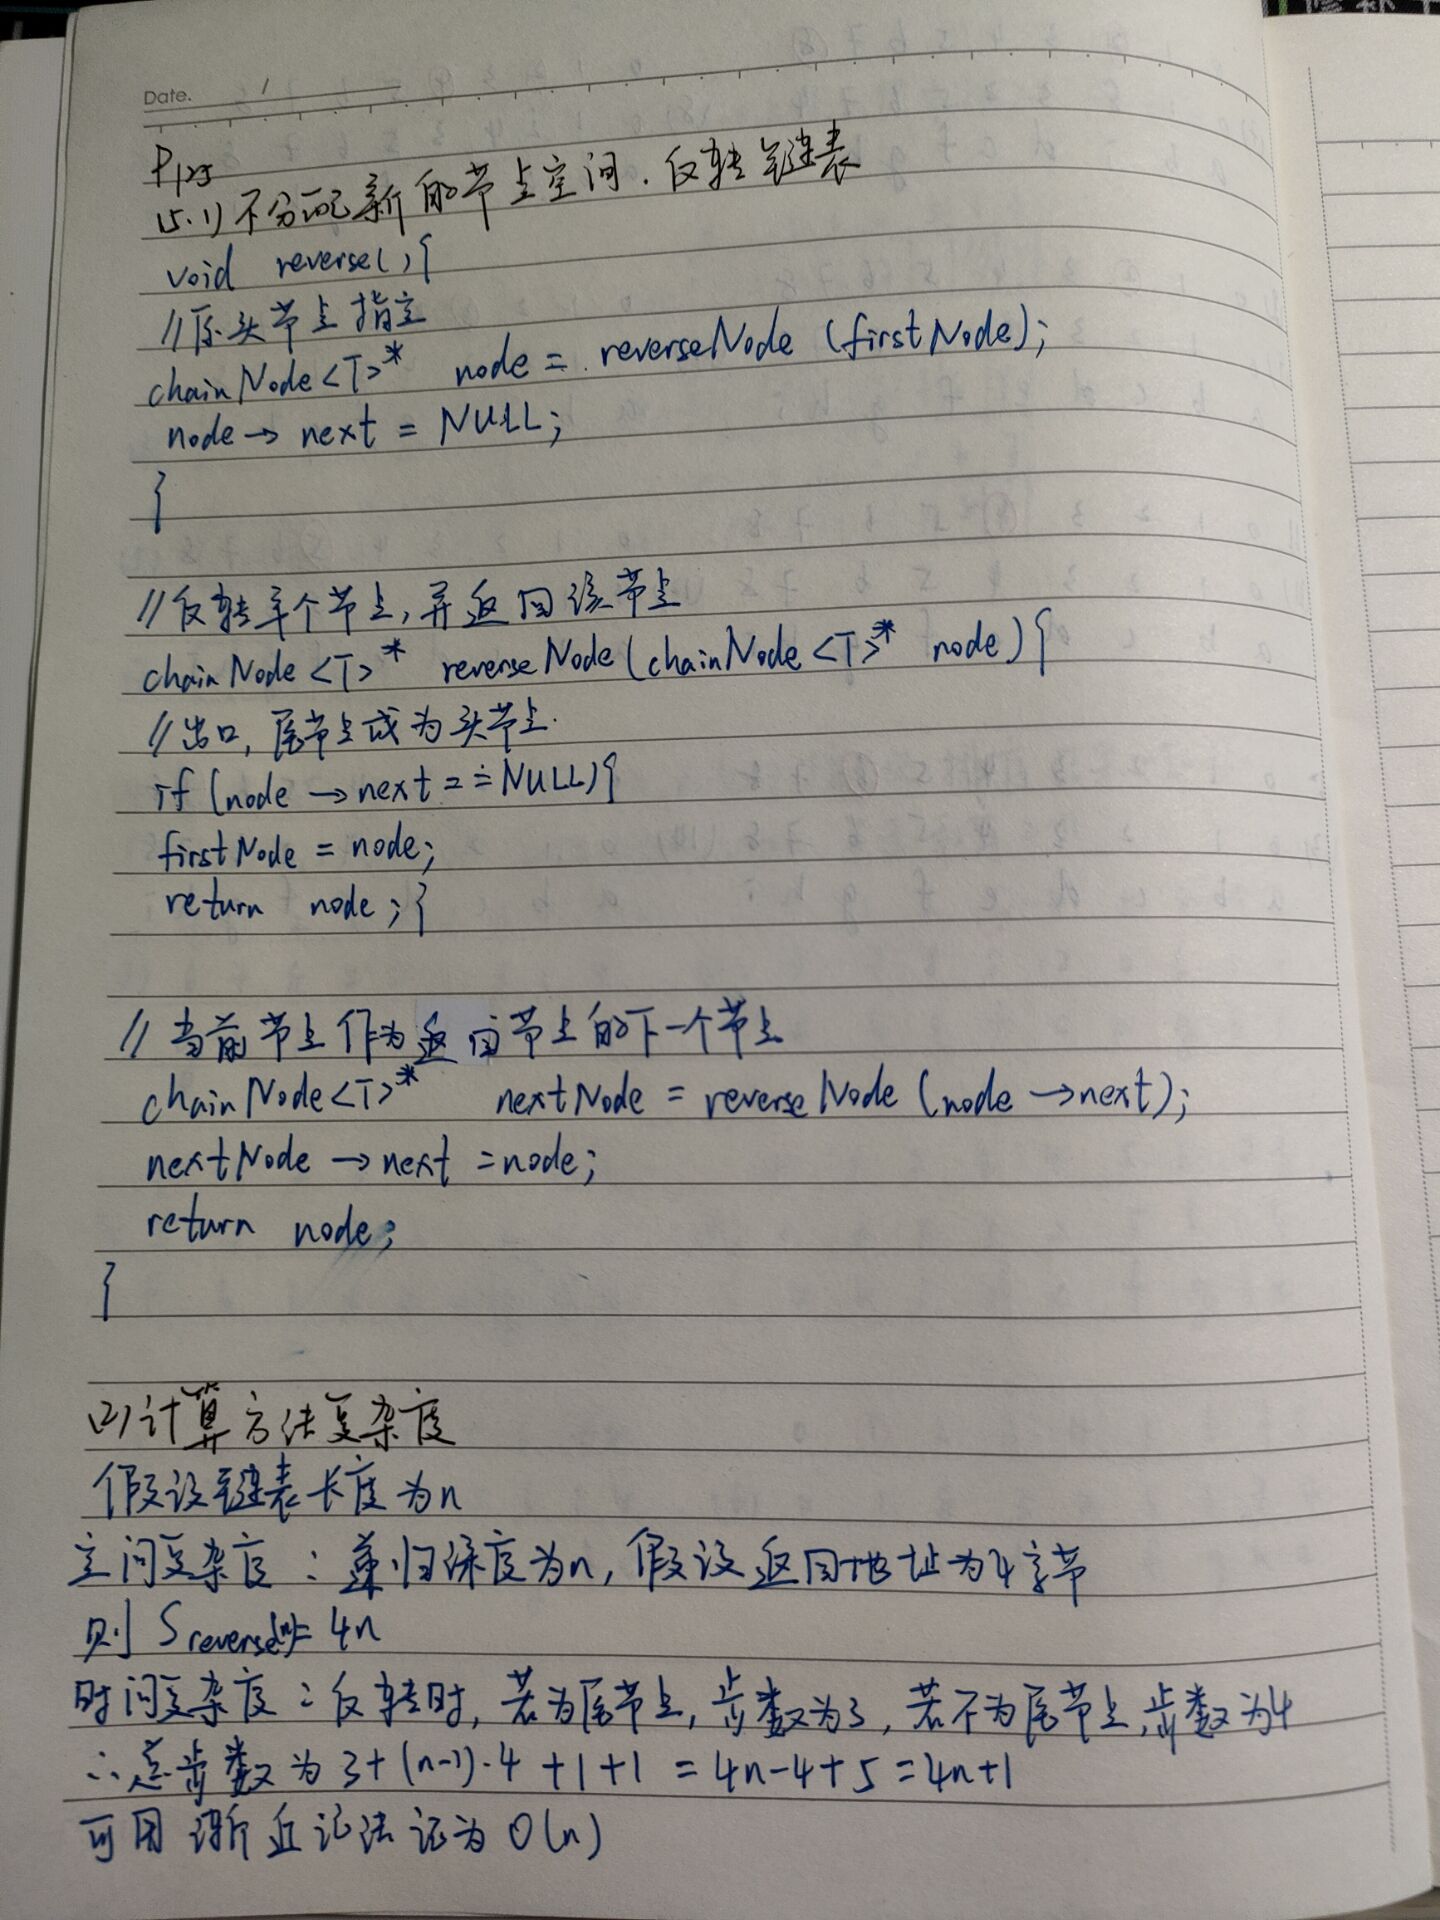 Date. /
P125
15.1) 不分配新的节点空间.反转链表
void reverse(){
//原头节点指空
chainNode<T>* node = reverseNode (firstNode);
node → next = NULL;
}
//反转单个节点,并返回该节点
chainNode<T>* reverseNode(chainNode<T>* node){
//出口,尾节点成为头节点.
if (node → next == NULL){
firstNode = node;
return node;}
//当前节点作为返回节点的下一个节点
chainNode<T>* nextNode = reverseNode (node → next);
nextNode → next = node;
return node;
}
(2)计算方法复杂度
假设链表长度为n
空间复杂度:递归深度为n,假设返回地址为4字节
则 Sreverse(n)= 4n
时间复杂度:反转时,若为尾节点,步数为3,若不为尾节点,步数为4
∴总步数为 3+(n-1)·4 +1+1 = 4n-4+5 = 4n+1
可用渐近记法记为 O(n)